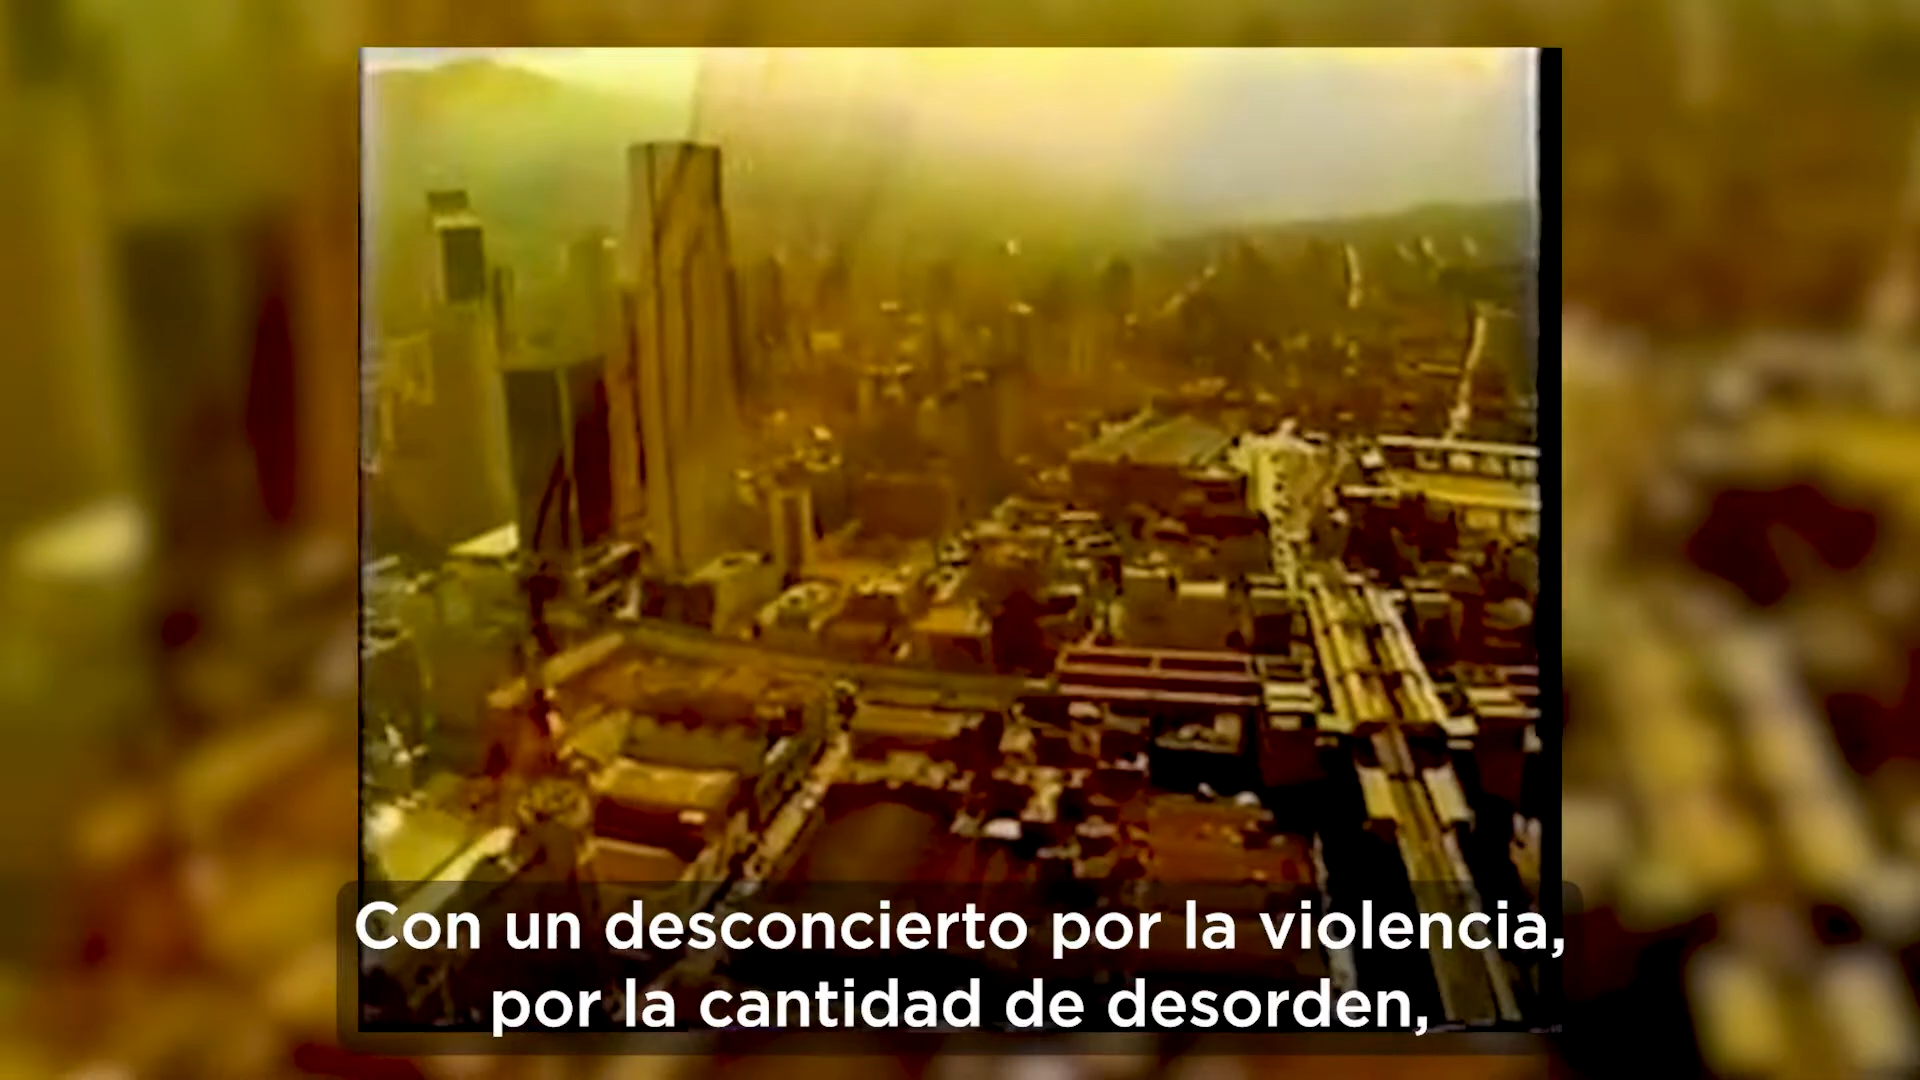 Con un desconcierto por la violencia,
por la cantidad de desorden,